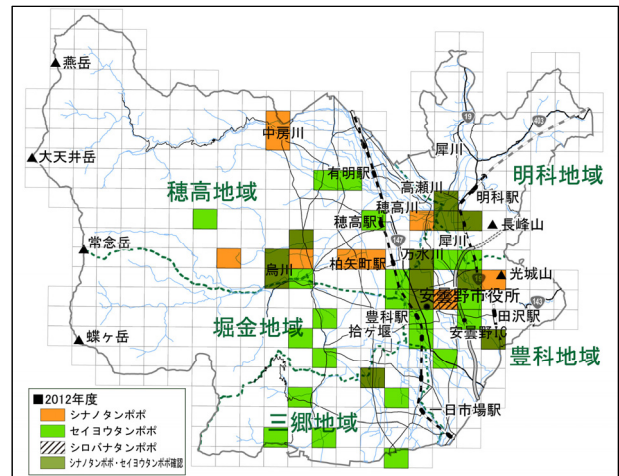 燕岳
大天井岳
常念岳
蝶ヶ岳
中房川
有明駅
高瀬川
犀川
19
403
明科地域
明科駅
穂高地域
穂高川
穂高駅
長峰山
147
万水川
犀川
烏川
柏矢町駅
19
光城山
安曇野市役所
143
堀金地域
豊科駅
拾ヶ堰
安曇野IC
田沢駅
豊科地域
三郷地域
一日市場駅
■2012年度
シナノタンポポ
セイヨウタンポポ
シロバナタンポポ
シナノタンポポ・セイヨウタンポポ確認